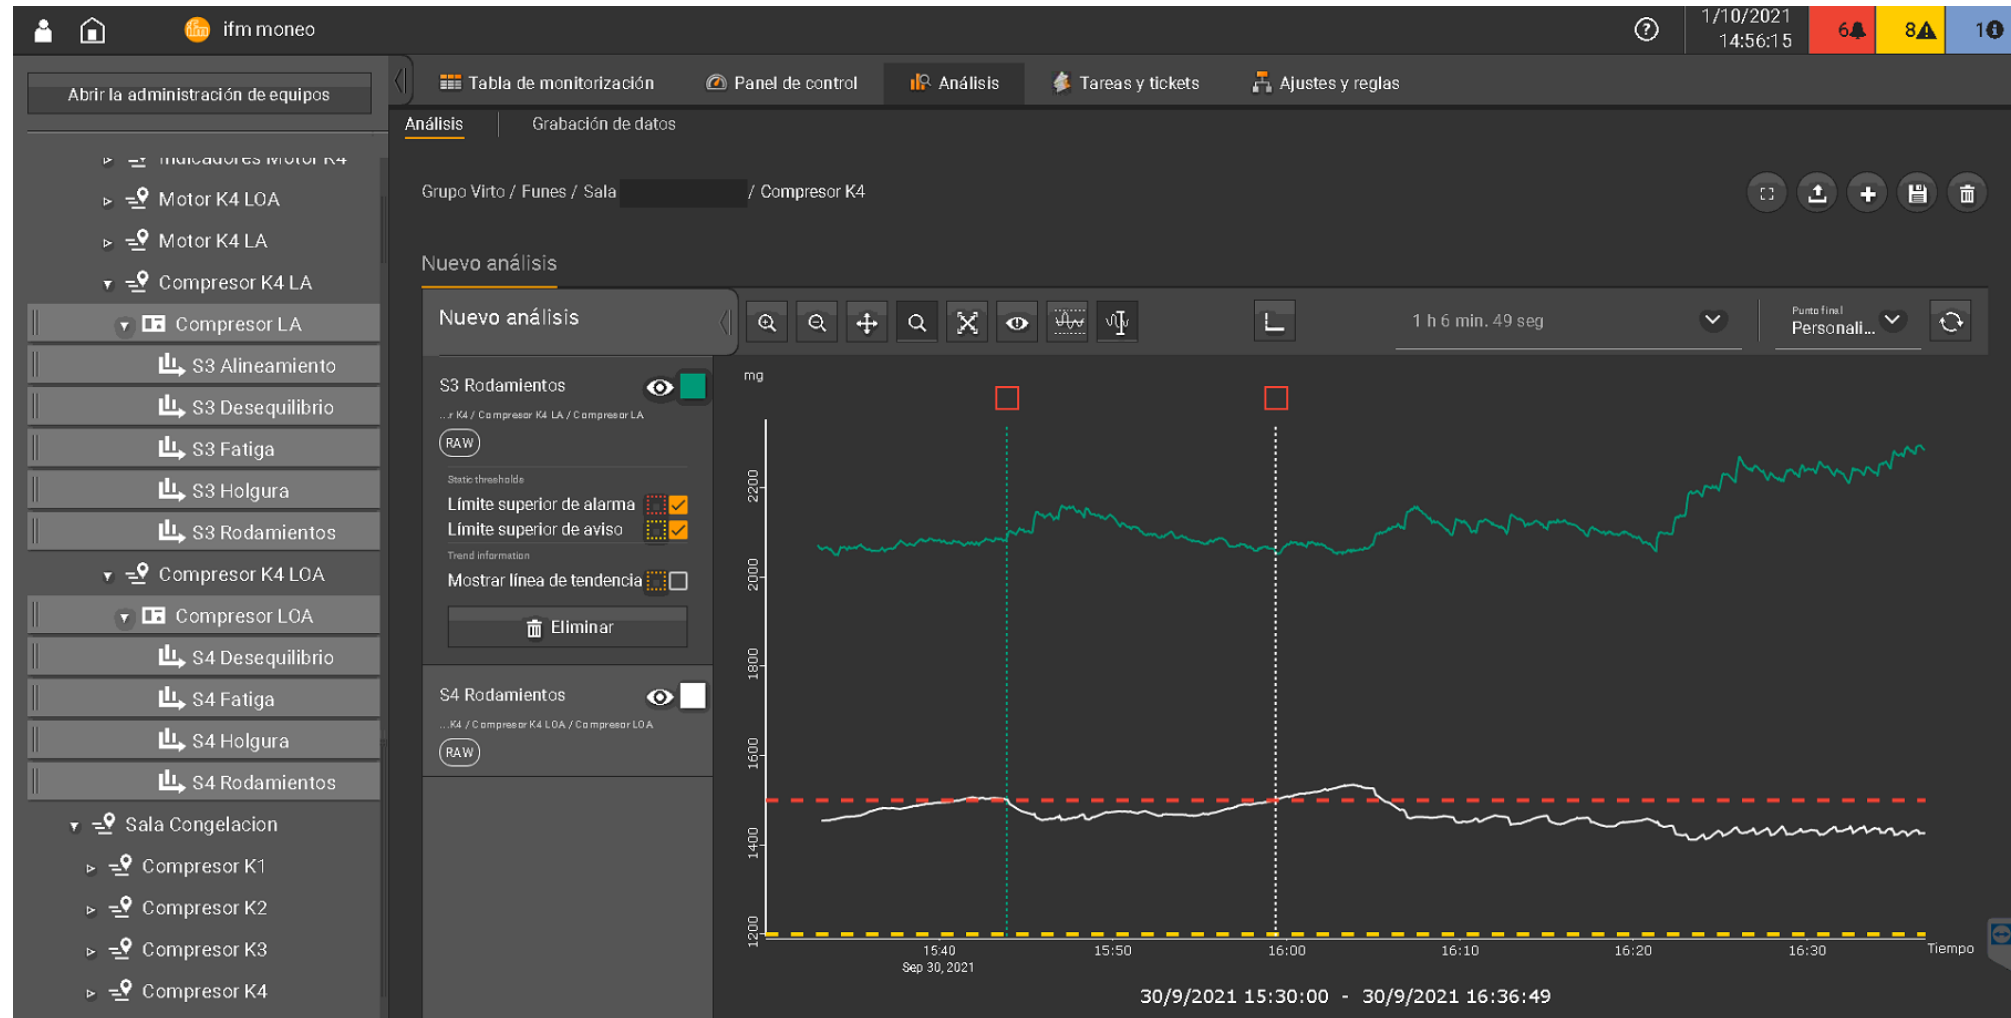 ifm moneo
1/10/2021
14:56:15
6
8
1
Abrir la administración de equipos
Tabla de monitorización
Panel de control
Análisis
Tareas y tickets
Ajustes y reglas
Análisis
Grabación de datos
Indicadores Motor K4
Motor K4 LOA
Motor K4 LA
Compresor K4 LA
Compresor LA
S3 Alineamiento
S3 Desequilibrio
S3 Fatiga
S3 Holgura
S3 Rodamientos
Compresor K4 LOA
Compresor LOA
S4 Desequilibrio
S4 Fatiga
S4 Holgura
S4 Rodamientos
Sala Congelacion
Compresor K1
Compresor K2
Compresor K3
Compresor K4
Grupo Virto / Funes / Sala / Compresor K4
Nuevo análisis
Nuevo análisis
1 h 6 min. 49 seg
Punto final
Personali...
S3 Rodamientos
...r K4 / Compresor K4 LA / Compresor LA
RAW
Static thresholds
Límite superior de alarma
Límite superior de aviso
Trend information
Mostrar línea de tendencia
Eliminar
S4 Rodamientos
...K4 / Compresor K4 LOA / Compresor LOA
RAW
mg
2200
2000
1800
1600
1400
1200
15:40
15:50
16:00
16:10
16:20
16:30
Tiempo
Sep 30, 2021
30/9/2021 15:30:00 - 30/9/2021 16:36:49